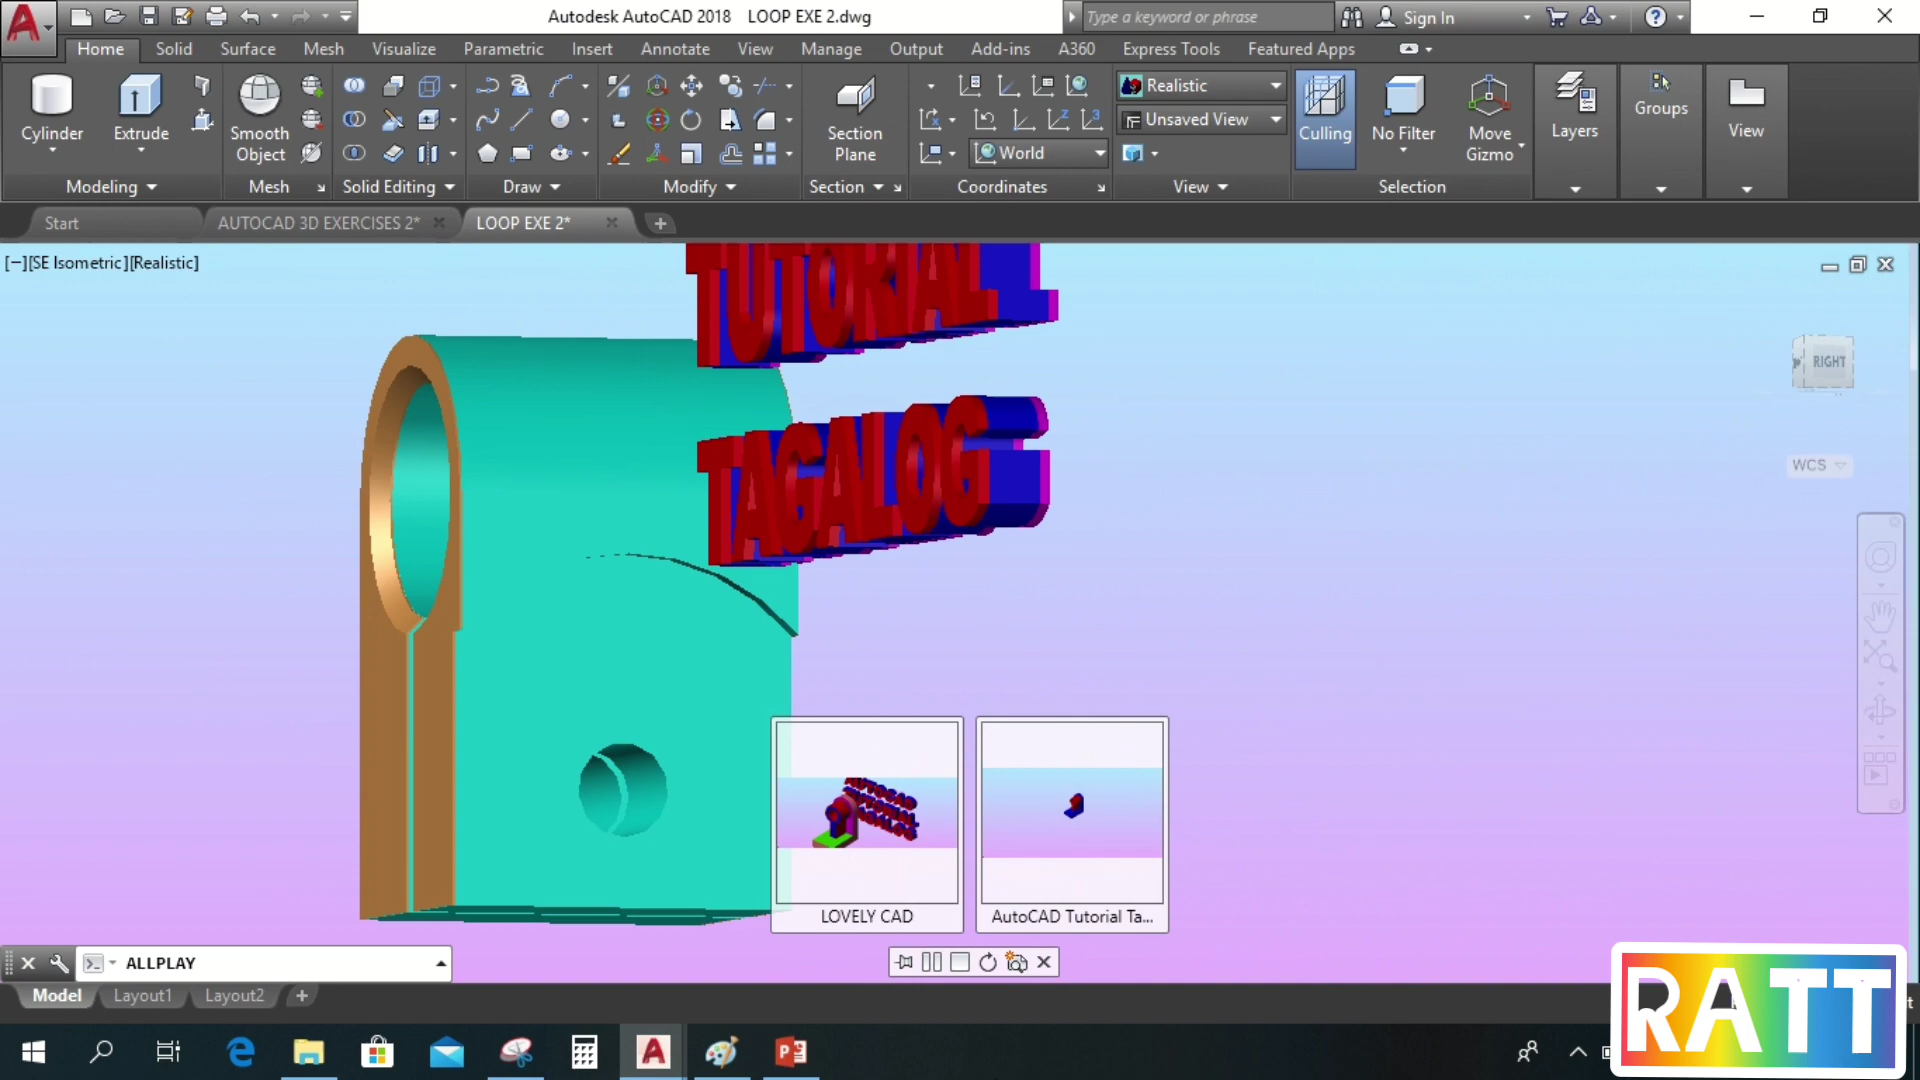 Autodesk AutoCAD 2018 LOOP EXE 2.dwg
Type a keyword or phrase
Sign In
Home Solid Surface Mesh Visualize Parametric Insert Annotate View Manage Output Add-ins A360 Express Tools Featured Apps
Cylinder
Extrude
Smooth Object
Section Plane
World
Realistic
Unsaved View
Culling
No Filter
Move Gizmo
Layers
Groups
View
Modeling Mesh Solid Editing Draw Modify Section Coordinates View Selection
Start AUTOCAD 3D EXERCISES 2* LOOP EXE 2*
[−][SE Isometric][Realistic]
TUTORIAL
TAGALOG
RIGHT
WCS
AUTOCAD
TUTORIAL
TAGALOG
LOVELY CAD
AutoCAD Tutorial Ta...
ALLPLAY
Model Layout1 Layout2
RATT